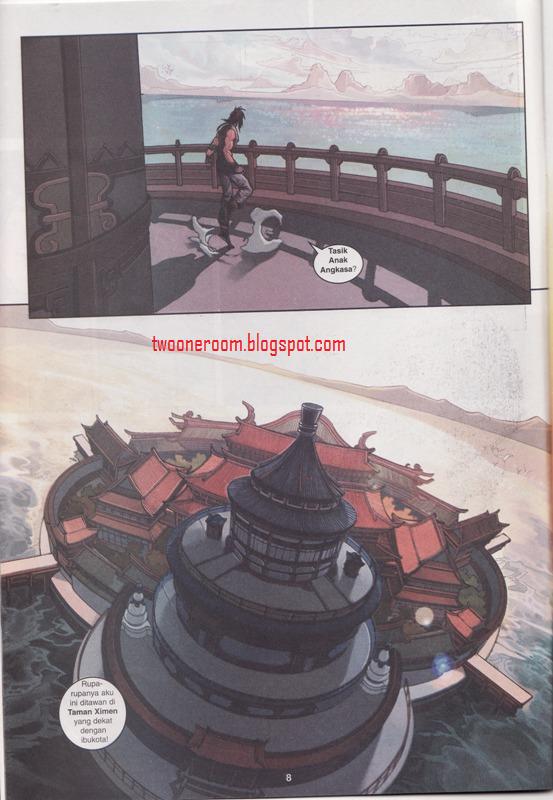 Tasik
Anak
Angkasa?
twooneroom.blogspot.com
Rupa-
rupanya aku
ini ditawan di
Taman Ximen
yang dekat
dengan
ibukota!
8